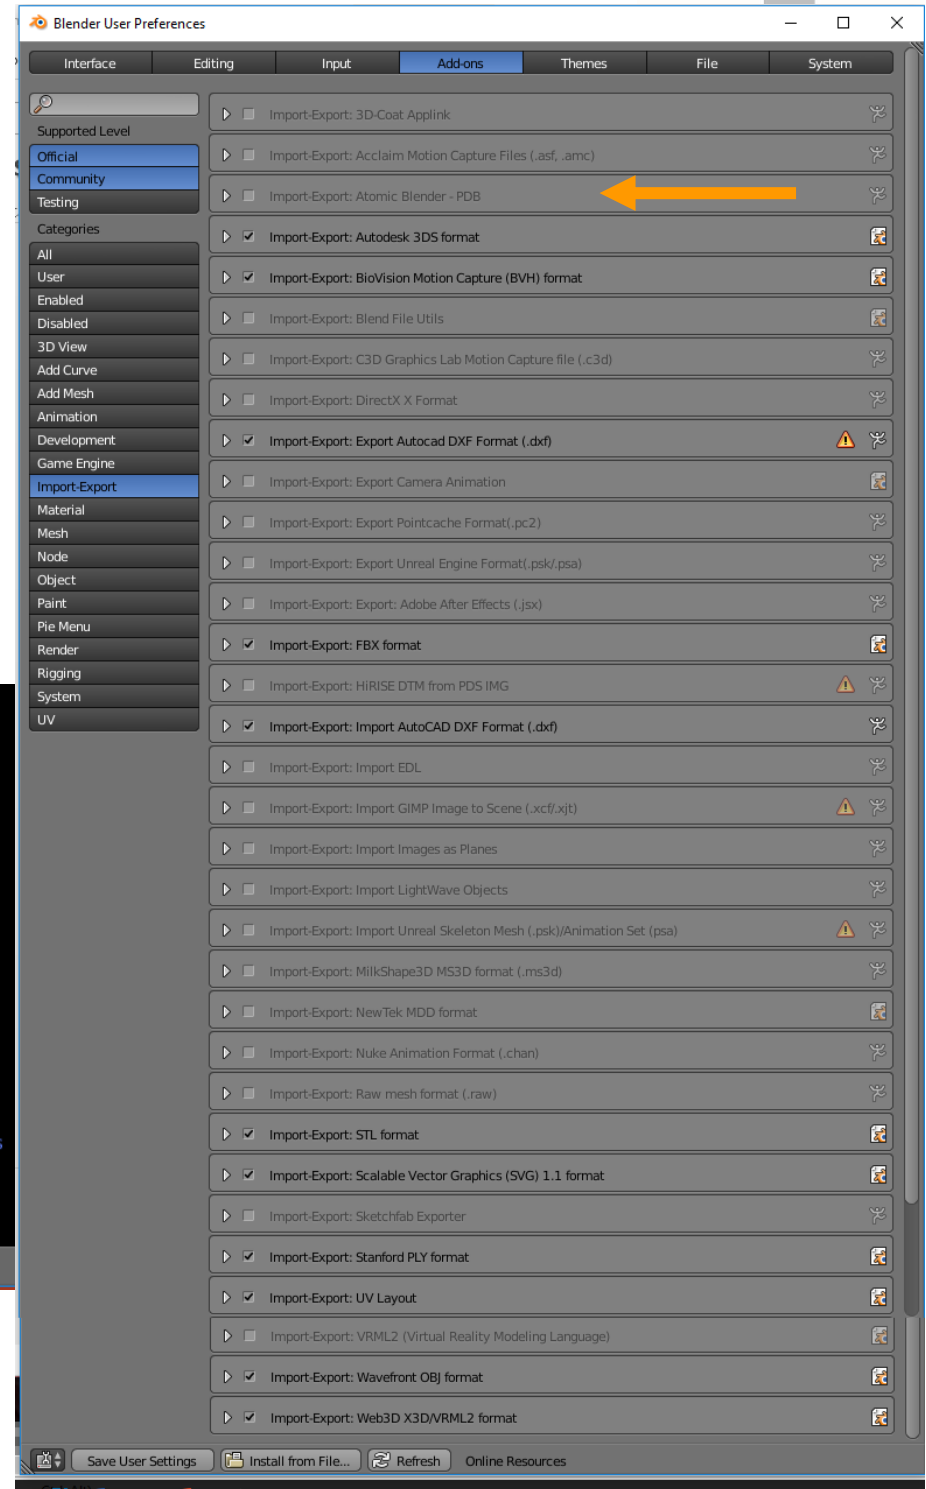 Blender User Preferences
Interface Editing Input Add-ons Themes File System
Supported Level
Official
Community
Testing
Categories
All
User
Enabled
Disabled
3D View
Add Curve
Add Mesh
Animation
Development
Game Engine
Import-Export
Material
Mesh
Node
Object
Paint
Pie Menu
Render
Rigging
System
UV
Import-Export: 3D-Coat Applink
Import-Export: Acclaim Motion Capture Files (.asf, .amc)
Import-Export: Atomic Blender - PDB
Import-Export: Autodesk 3DS format
Import-Export: BioVision Motion Capture (BVH) format
Import-Export: Blend File Utils
Import-Export: C3D Graphics Lab Motion Capture file (.c3d)
Import-Export: DirectX X Format
Import-Export: Export Autocad DXF Format (.dxf)
Import-Export: Export Camera Animation
Import-Export: Export Pointcache Format(.pc2)
Import-Export: Export Unreal Engine Format(.psk/.psa)
Import-Export: Export: Adobe After Effects (.jsx)
Import-Export: FBX format
Import-Export: HiRISE DTM from PDS IMG
Import-Export: Import AutoCAD DXF Format (.dxf)
Import-Export: Import EDL
Import-Export: Import GIMP Image to Scene (.xcf/.xjt)
Import-Export: Import Images as Planes
Import-Export: Import LightWave Objects
Import-Export: Import Unreal Skeleton Mesh (.psk)/Animation Set (psa)
Import-Export: MilkShape3D MS3D format (.ms3d)
Import-Export: NewTek MDD format
Import-Export: Nuke Animation Format (.chan)
Import-Export: Raw mesh format (.raw)
Import-Export: STL format
Import-Export: Scalable Vector Graphics (SVG) 1.1 format
Import-Export: Sketchfab Exporter
Import-Export: Stanford PLY format
Import-Export: UV Layout
Import-Export: VRML2 (Virtual Reality Modeling Language)
Import-Export: Wavefront OBJ format
Import-Export: Web3D X3D/VRML2 format
Save User Settings Install from File... Refresh Online Resources